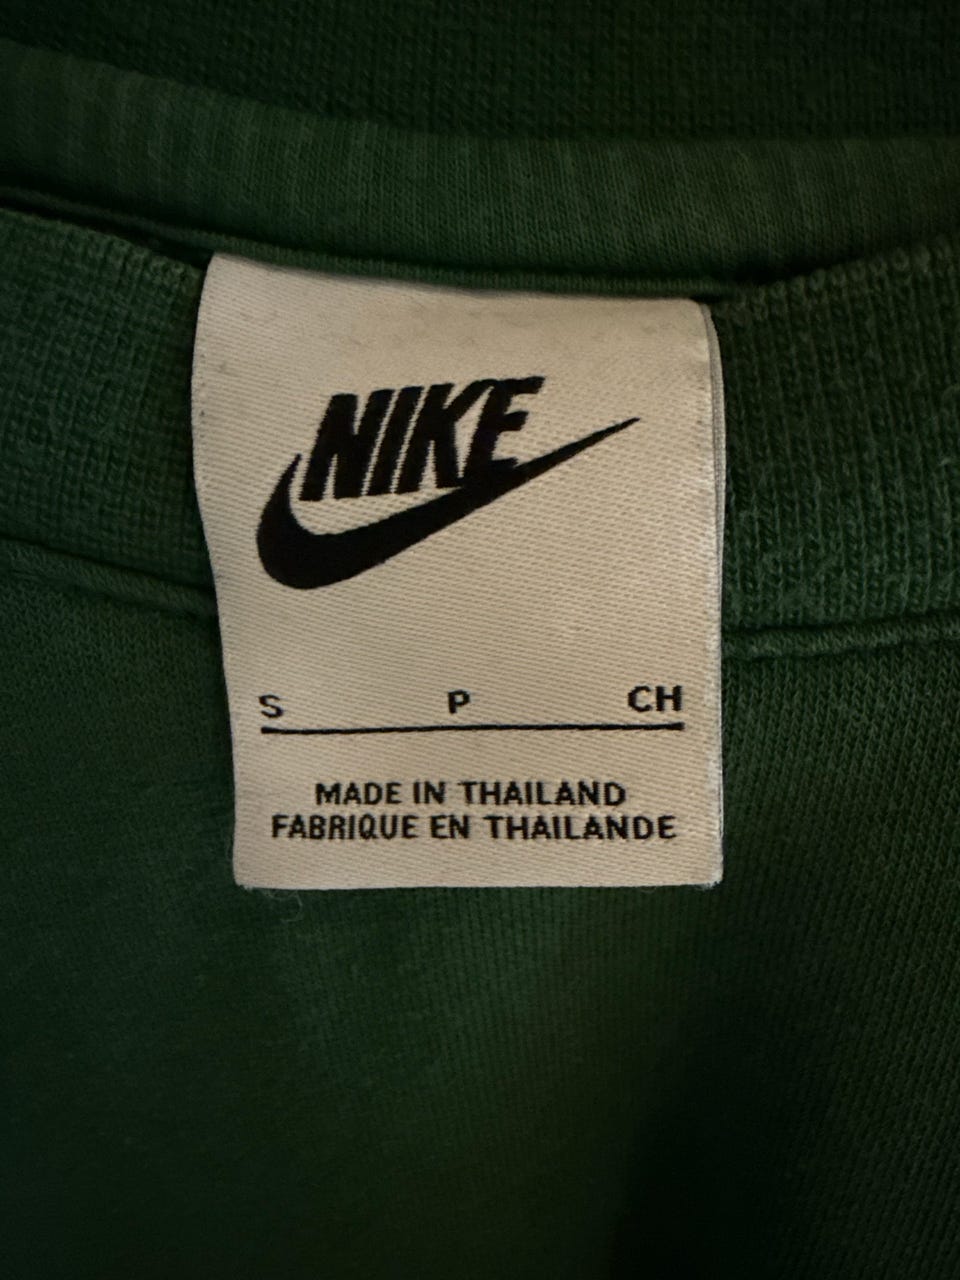 NIKE
S P CH
MADE IN THAILAND
FABRIQUE EN THAILANDE